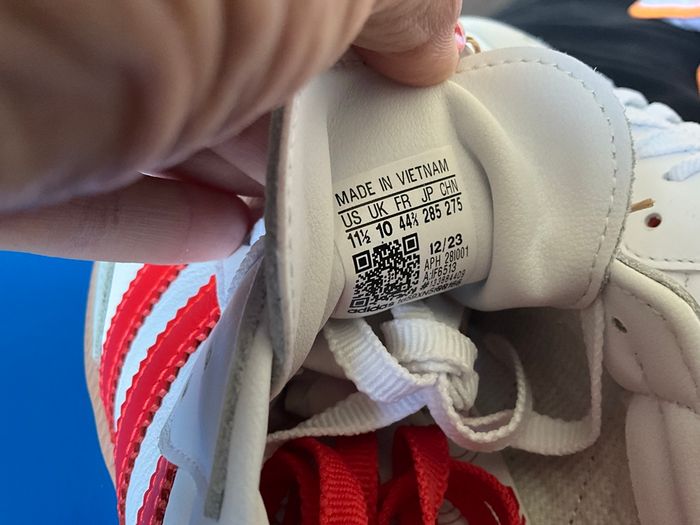 MADE IN VIETNAM
US UK FR JP CHN
11½ 10 44⅔ 285 275
12/23
APH 281001
A:IF6513
adidas